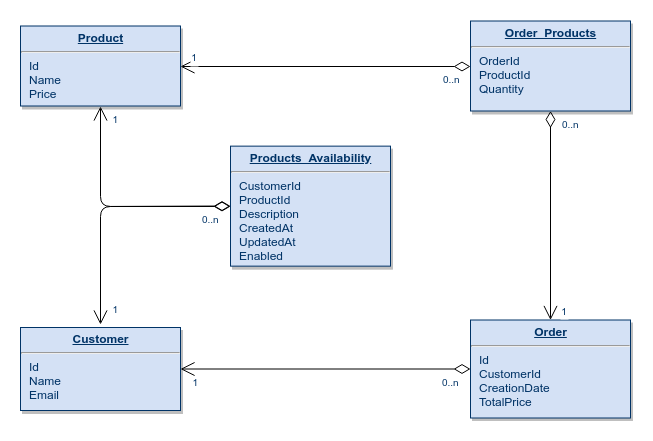 Product
Id
Name
Price
1
0..n
Order_Products
OrderId
ProductId
Quantity
0..n
1
Products_Availability
CustomerId
ProductId
Description
CreatedAt
UpdatedAt
Enabled
0..n
1
Customer
Id
Name
Email
1
0..n
1
Order
Id
CustomerId
CreationDate
TotalPrice